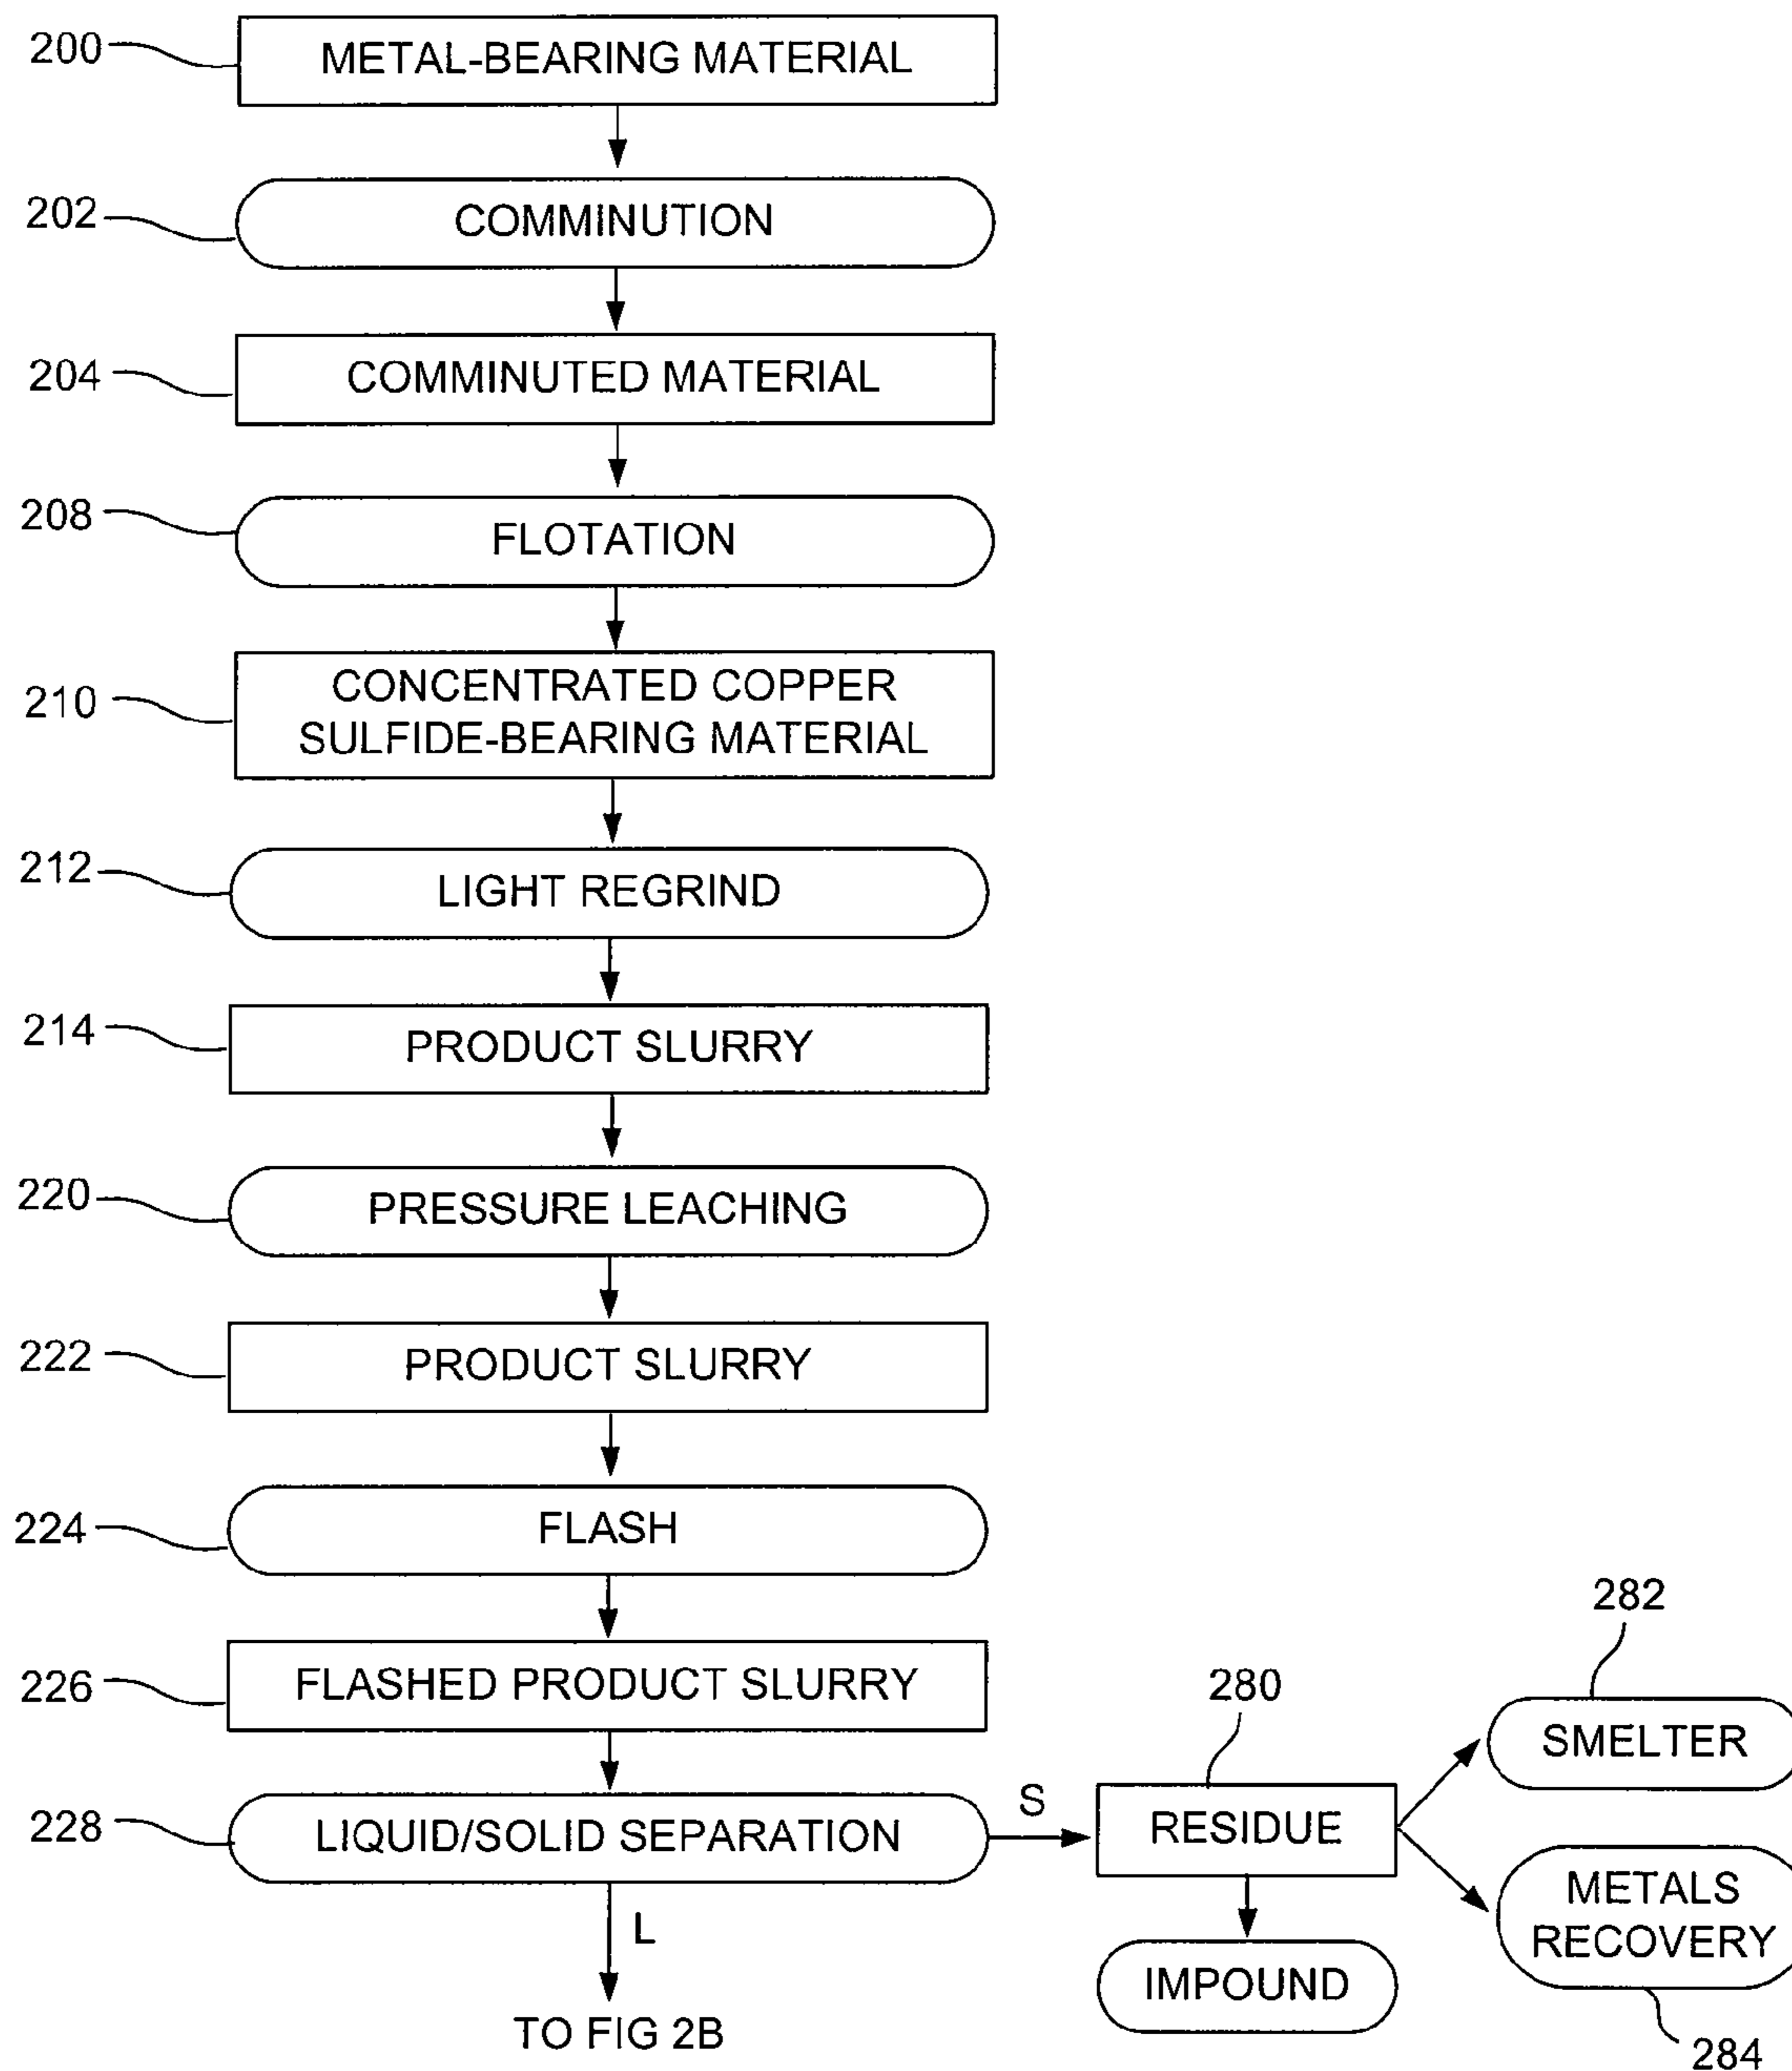 200
METAL-BEARING MATERIAL
202
COMMINUTION
204
COMMINUTED MATERIAL
208
FLOTATION
210
CONCENTRATED COPPER
SULFIDE-BEARING MATERIAL
212
LIGHT REGRIND
214
PRODUCT SLURRY
220
PRESSURE LEACHING
222
PRODUCT SLURRY
224
FLASH
226
FLASHED PRODUCT SLURRY
228
LIQUID/SOLID SEPARATION
S
280
RESIDUE
282
SMELTER
METALS
RECOVERY
284
IMPOUND
L
TO FIG 2B